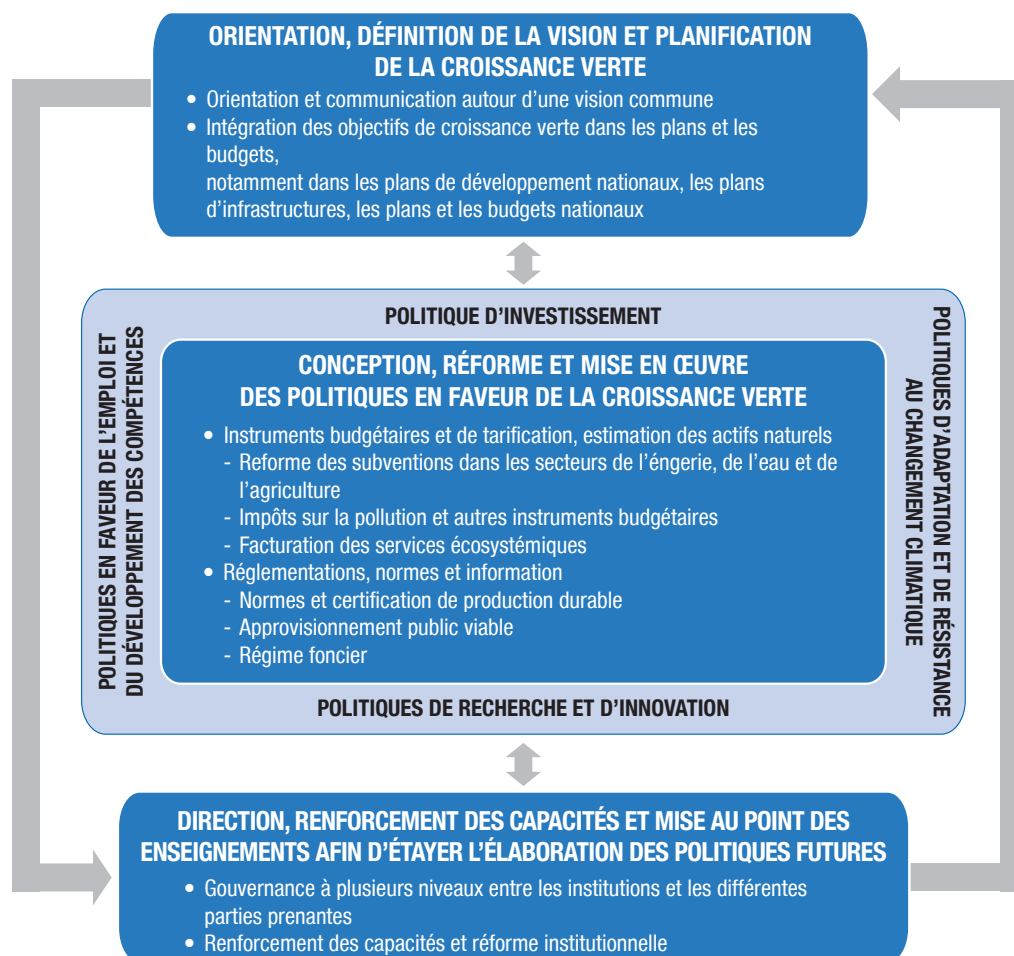 ORIENTATION, DÉFINITION DE LA VISION ET PLANIFICATION
DE LA CROISSANCE VERTE
• Orientation et communication autour d'une vision commune
• Intégration des objectifs de croissance verte dans les plans et les
budgets,
notamment dans les plans de développement nationaux, les plans
d'infrastructures, les plans et les budgets nationaux
POLITIQUES EN FAVEUR DE L'EMPLOI ET
DU DÉVELOPPEMENT DES COMPÉTENCES
POLITIQUE D'INVESTISSEMENT
CONCEPTION, RÉFORME ET MISE EN ŒUVRE
DES POLITIQUES EN FAVEUR DE LA CROISSANCE VERTE
• Instruments budgétaires et de tarification, estimation des actifs naturels
- Reforme des subventions dans les secteurs de l'éngerie, de l'eau et de
l'agriculture
- Impôts sur la pollution et autres instruments budgétaires
- Facturation des services écosystémiques
• Réglementations, normes et information
- Normes et certification de production durable
- Approvisionnement public viable
- Régime foncier
POLITIQUES D'ADAPTATION ET DE RÉSISTANCE
AU CHANGEMENT CLIMATIQUE
POLITIQUES DE RECHERCHE ET D'INNOVATION
DIRECTION, RENFORCEMENT DES CAPACITÉS ET MISE AU POINT DES
ENSEIGNEMENTS AFIN D'ÉTAYER L'ÉLABORATION DES POLITIQUES FUTURES
• Gouvernance à plusieurs niveaux entre les institutions et les différentes
parties prenantes
• Renforcement des capacités et réforme institutionnelle